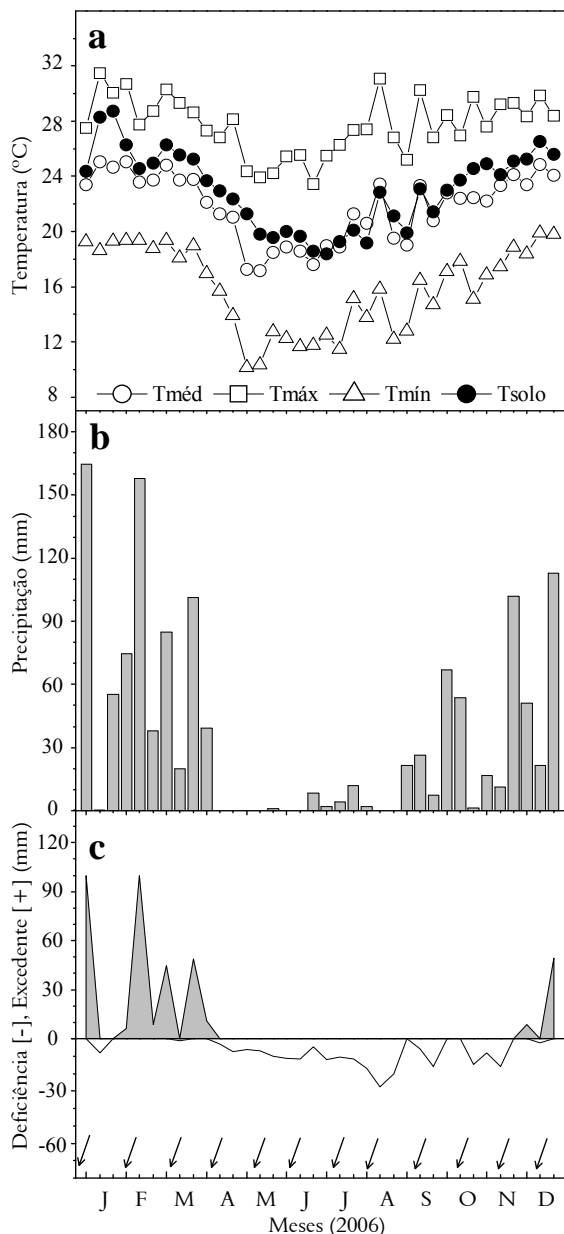 a
32
28
24
20
16
12
8
Temperatura (ºC)
Tméd Tmáx Tmín Tsolo
b
180
150
120
90
60
30
0
Precipitação (mm)
c
120
90
60
30
0
-30
-60
Deficiência [-], Excedente [+] (mm)
J F M A M J J A S O N D
Meses (2006)